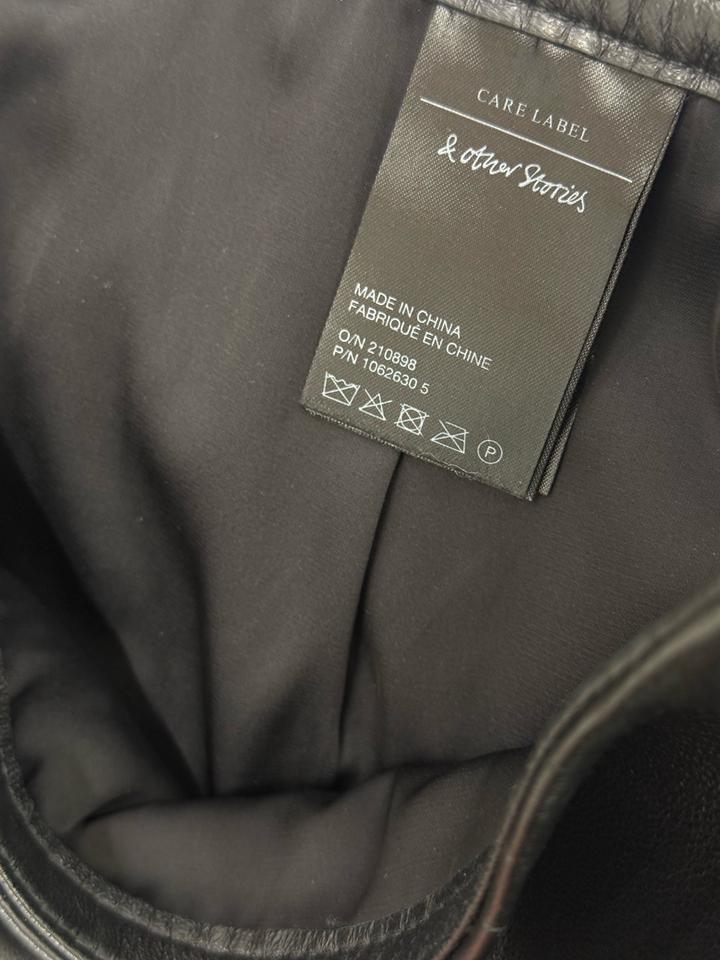 CARE LABEL
& other Stories
MADE IN CHINA
FABRIQUÉ EN CHINE
O/N 210898
P/N 1062630 5
P